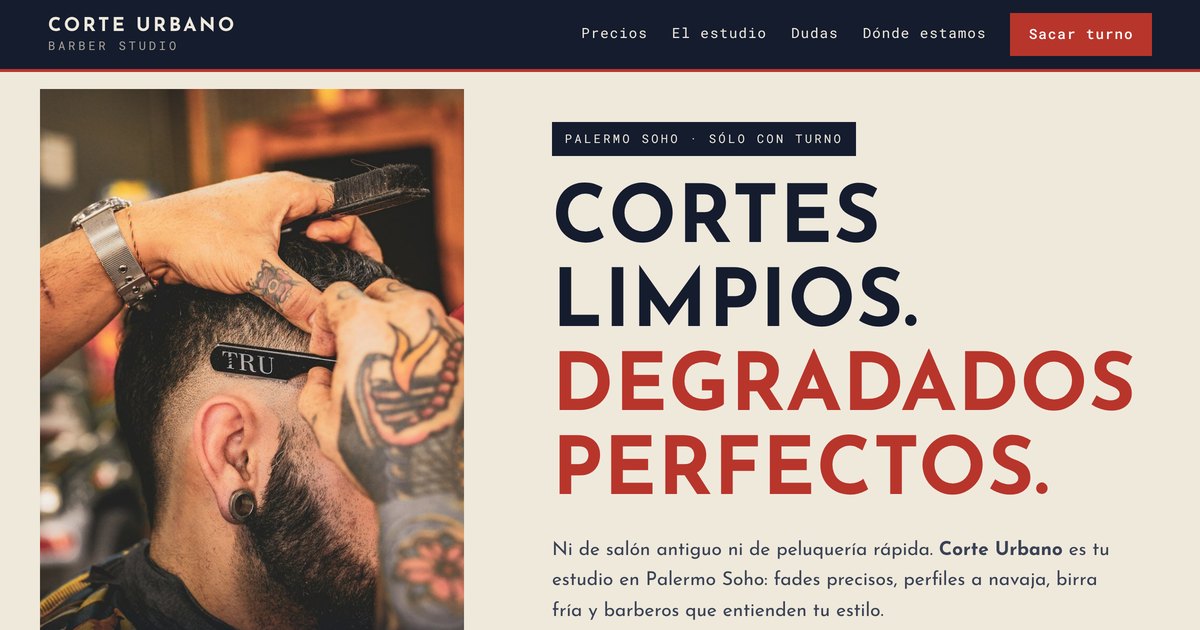 CORTE URBANO
BARBER STUDIO
Precios El estudio Dudas Dónde estamos Sacar turno
PALERMO SOHO · SÓLO CON TURNO
CORTES
LIMPIOS.
DEGRADADOS
PERFECTOS.
TRU
Ni de salón antiguo ni de peluquería rápida. Corte Urbano es tu
estudio en Palermo Soho: fades precisos, perfiles a navaja, birra
fría y barberos que entienden tu estilo.